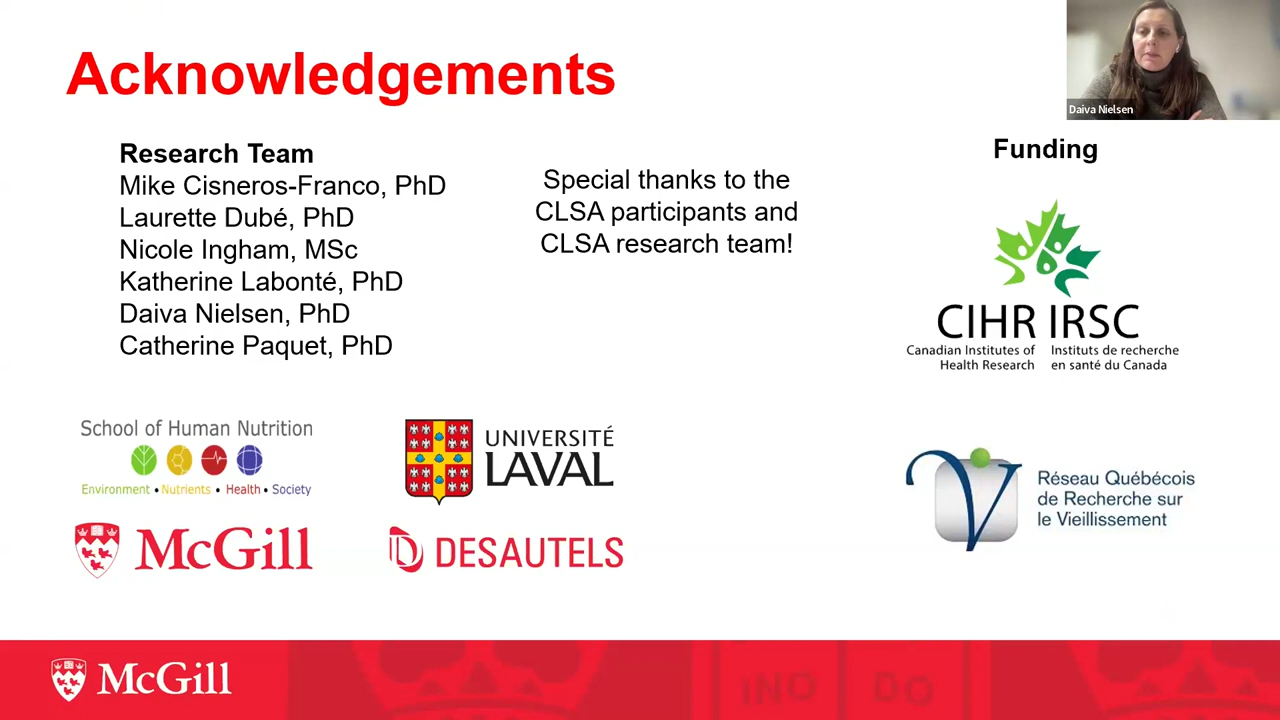 Acknowledgements
Daiva Nielsen
Research Team
Mike Cisneros-Franco, PhD
Laurette Dubé, PhD
Nicole Ingham, MSc
Katherine Labonté, PhD
Daiva Nielsen, PhD
Catherine Paquet, PhD
Special thanks to the
CLSA participants and
CLSA research team!
Funding
CIHR IRSC
Canadian Institutes of Instituts de recherche
Health Research en santé du Canada
School of Human Nutrition
Environment • Nutrients • Health • Society
UNIVERSITÉ
LAVAL
McGill
DESAUTELS
V
Réseau Québécois
de Recherche sur
le Vieillissement
McGill
INO DO